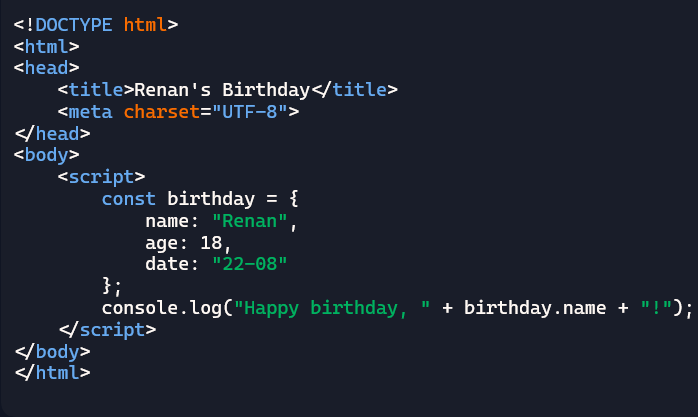 <!DOCTYPE html>
<html>
<head>
    <title>Renan's Birthday</title>
    <meta charset="UTF-8">
</head>
<body>
    <script>
        const birthday = {
            name: "Renan",
            age: 18,
            date: "22-08"
        };
        console.log("Happy birthday, " + birthday.name + "!");
    </script>
</body>
</html>